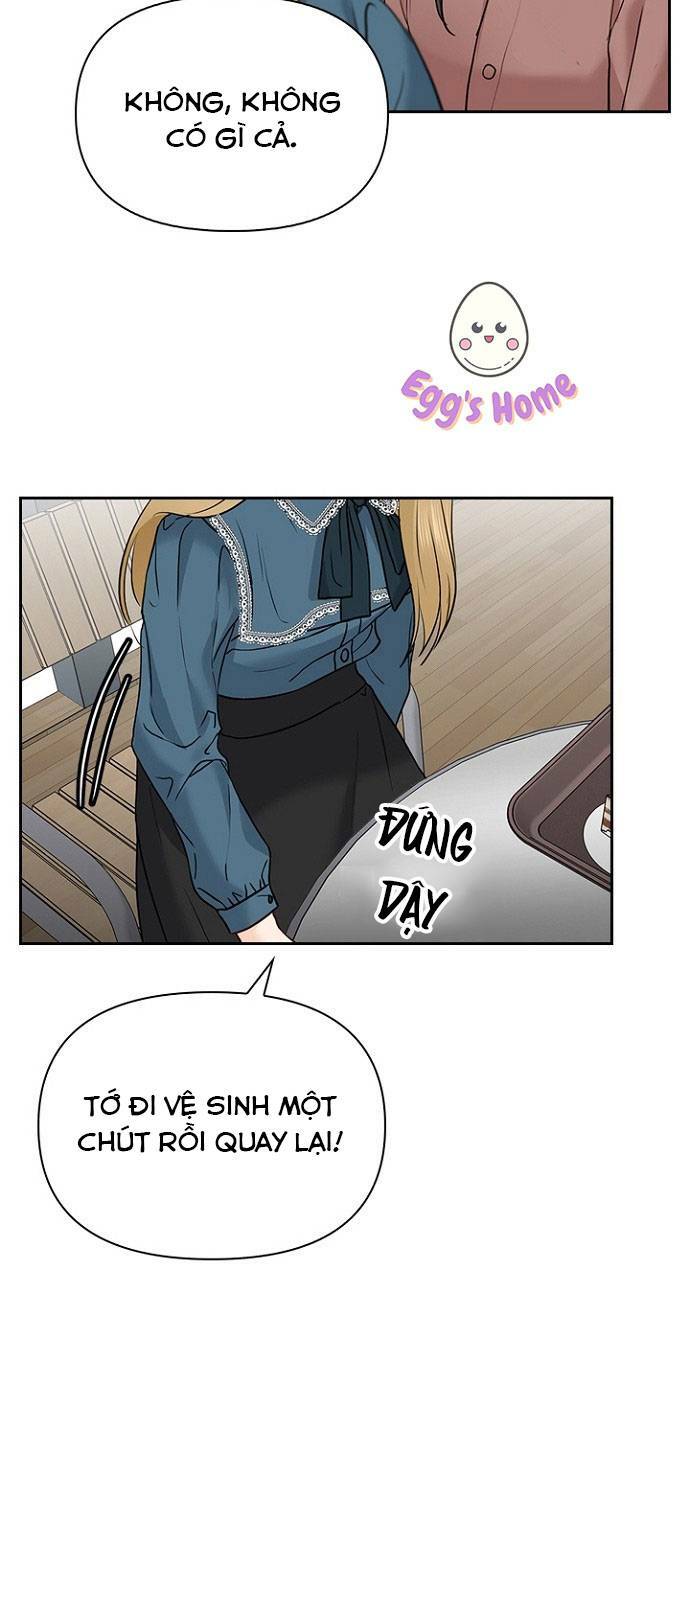 KHÔNG, KHÔNG
CÓ GÌ CẢ.
Egg's Home
ĐỨNG
DẬY
TỚ ĐI VỆ SINH MỘT
CHÚT RỒI QUAY LẠI!